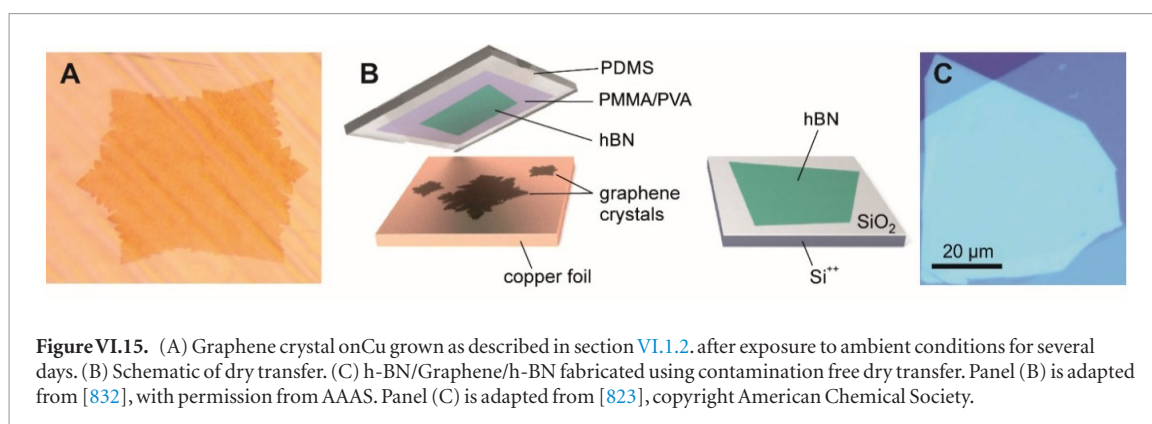 A
B
PDMS
PMMA/PVA
hBN
graphene
crystals
copper foil
hBN
SiO₂
Si⁺⁺
C
20 µm
Figure VI.15. (A) Graphene crystal onCu grown as described in section VI.1.2. after exposure to ambient conditions for several
days. (B) Schematic of dry transfer. (C) h-BN/Graphene/h-BN fabricated using contamination free dry transfer. Panel (B) is adapted
from [832], with permission from AAAS. Panel (C) is adapted from [823], copyright American Chemical Society.